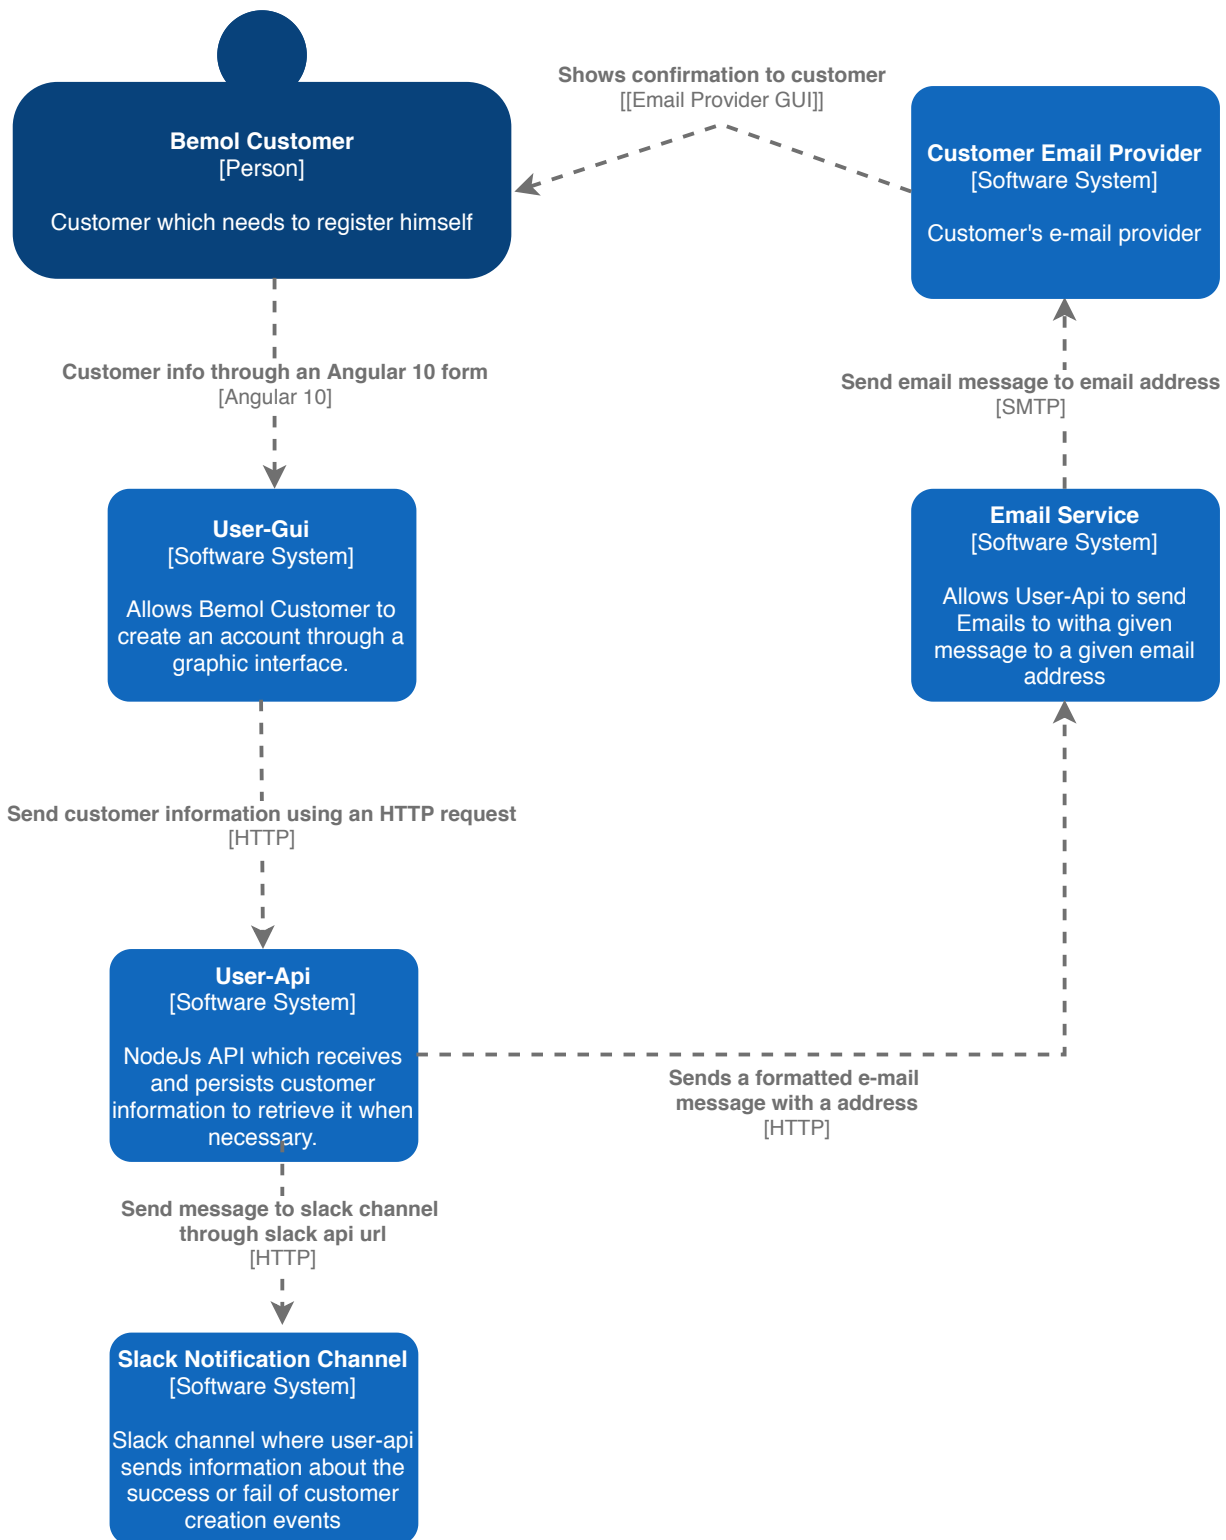 Shows confirmation to customer
[[Email Provider GUI]]
Bemol Customer
[Person]
Customer which needs to register himself
Customer Email Provider
[Software System]
Customer's e-mail provider
Customer info through an Angular 10 form
[Angular 10]
Send email message to email address
[SMTP]
User-Gui
[Software System]
Allows Bemol Customer to
create an account through a
graphic interface.
Email Service
[Software System]
Allows User-Api to send
Emails to witha given
message to a given email
address
Send customer information using an HTTP request
[HTTP]
User-Api
[Software System]
NodeJs API which receives
and persists customer
information to retrieve it when
necessary.
Sends a formatted e-mail
message with a address
[HTTP]
Send message to slack channel
through slack api url
[HTTP]
Slack Notification Channel
[Software System]
Slack channel where user-api
sends information about the
success or fail of customer
creation events